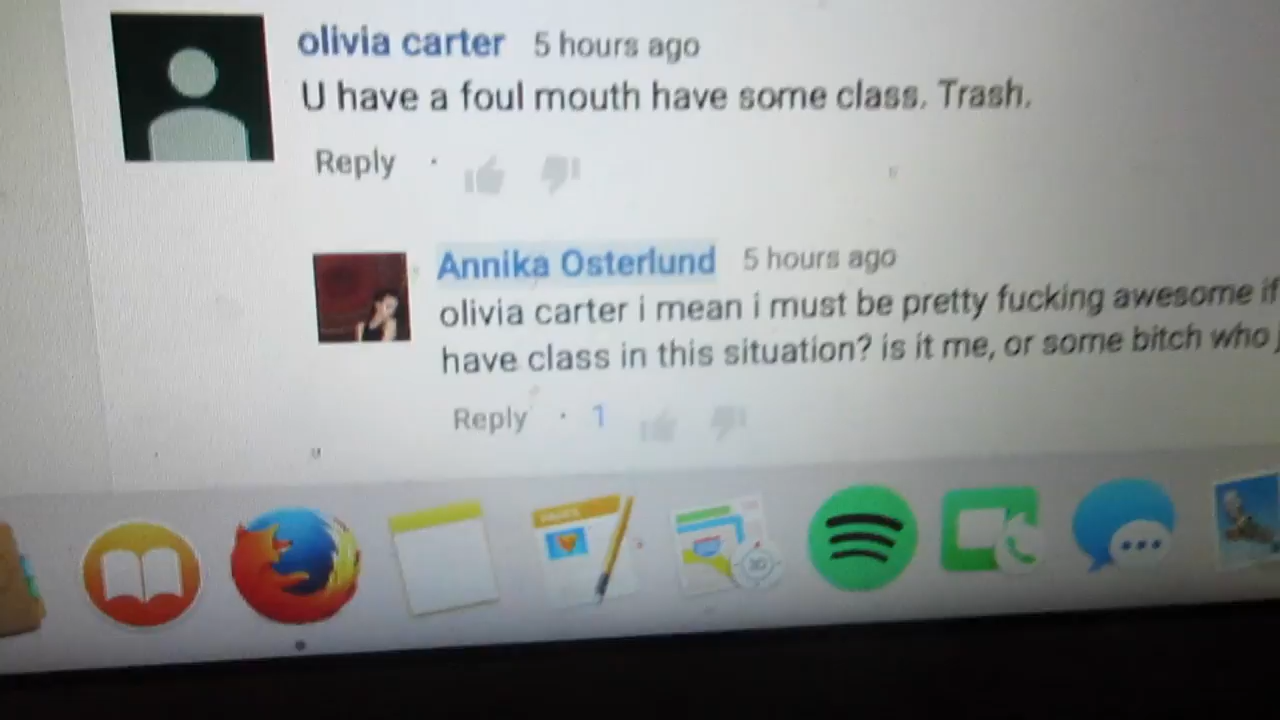 olivia carter 5 hours ago
U have a foul mouth have some class. Trash.
Reply ·
Annika Osterlund 5 hours ago
olivia carter i mean i must be pretty fucking awesome if
have class in this situation? is it me, or some bitch who
Reply · 1
3D